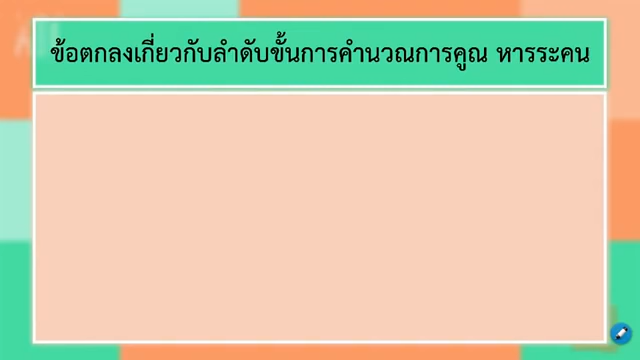 ข้อตกลงเกี่ยวกับลำดับขั้นการคำนวณการคูณ หารระคน